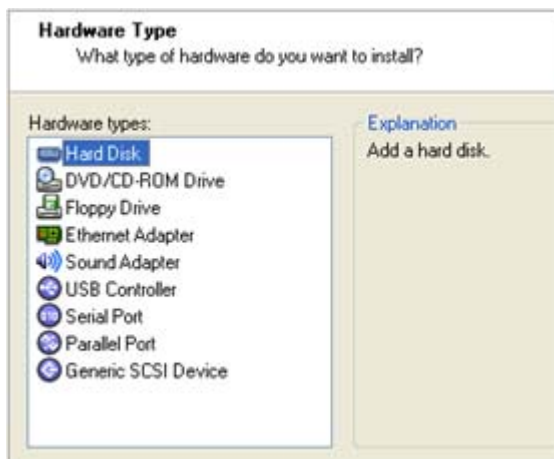 Hardware Type
What type of hardware do you want to install?
Hardware types:
Hard Disk
DVD/CD-ROM Drive
Floppy Drive
Ethernet Adapter
Sound Adapter
USB Controller
Serial Port
Parallel Port
Generic SCSI Device
Explanation
Add a hard disk.